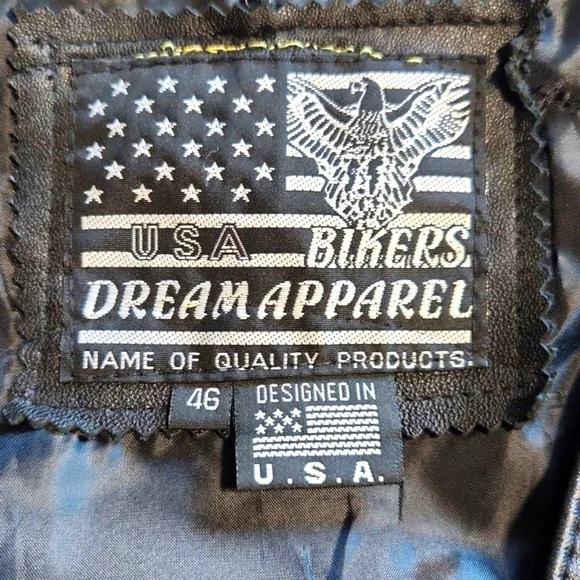 USA BIKERS
DREAM APPAREL
NAME OF QUALITY PRODUCTS.
46
DESIGNED IN
U.S.A.